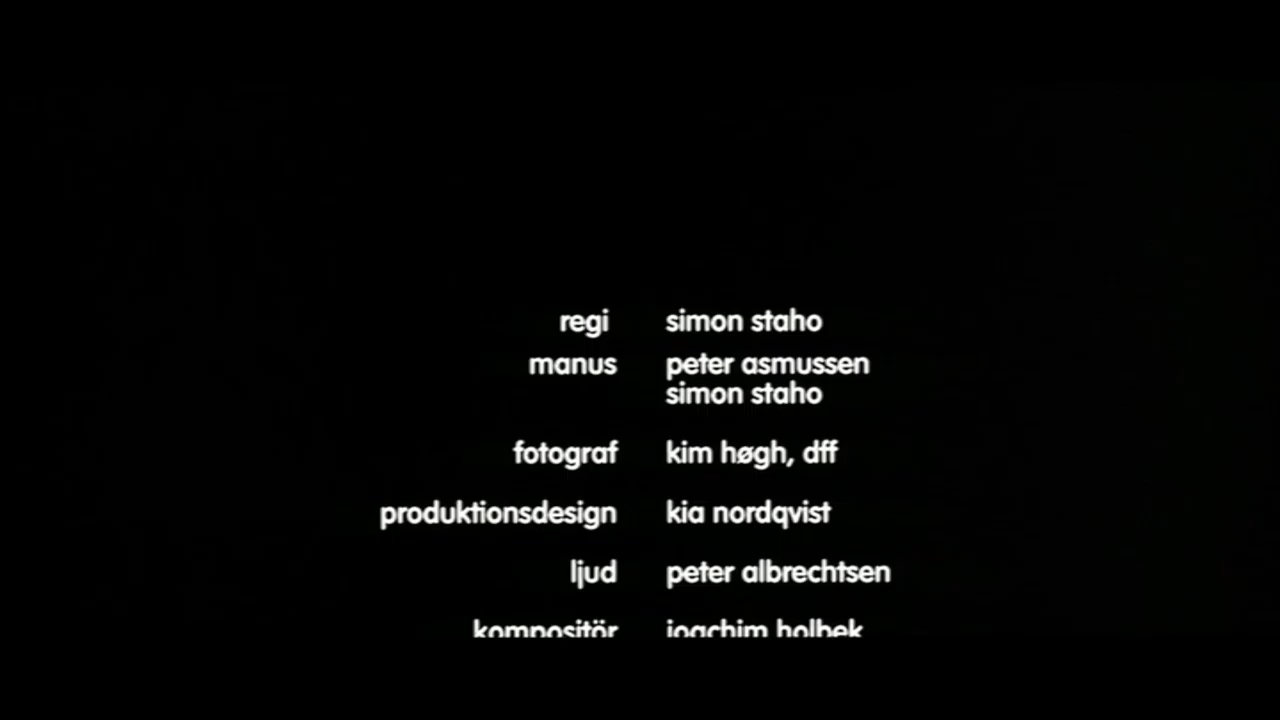 regi simon staho
manus peter asmussen
simon staho
fotograf kim høgh, dff
produktionsdesign kia nordqvist
ljud peter albrechtsen
kompositör joachim holbek